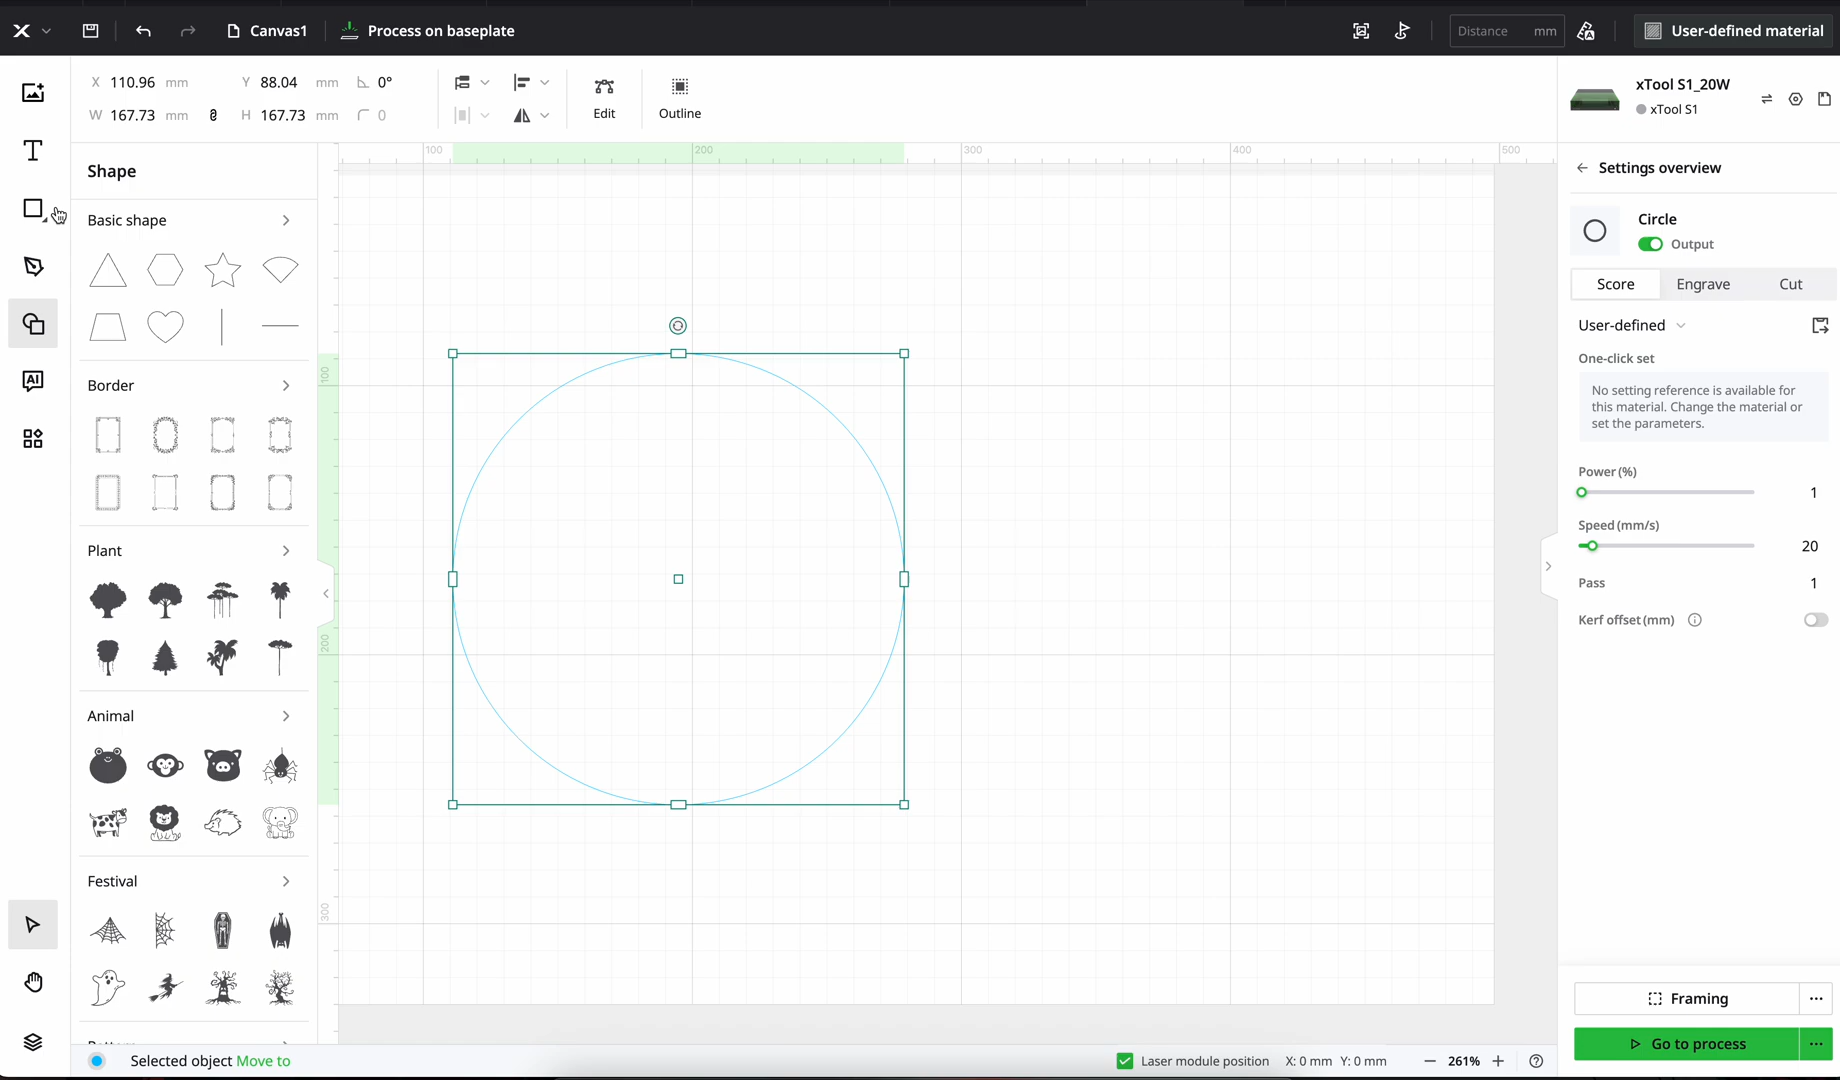 Canvas1
Process on baseplate
Distance mm
User-defined material
X 110.96 mm Y 88.04 mm 0°
W 167.73 mm H 167.73 mm 0
Edit
Outline
xTool S1_20W
xTool S1
Shape
100 200 300 400 500
Settings overview
Basic shape
Circle
Output
Score Engrave Cut
User-defined
One-click set
No setting reference is available for
this material. Change the material or
set the parameters.
Border
100
Power(%)
1
Speed(mm/s)
20
Plant
Pass 1
Kerf offset(mm)
200
Animal
Festival
300
AI
Framing
Go to process
Selected object Move to
Laser module position X: 0 mm Y: 0 mm
261%